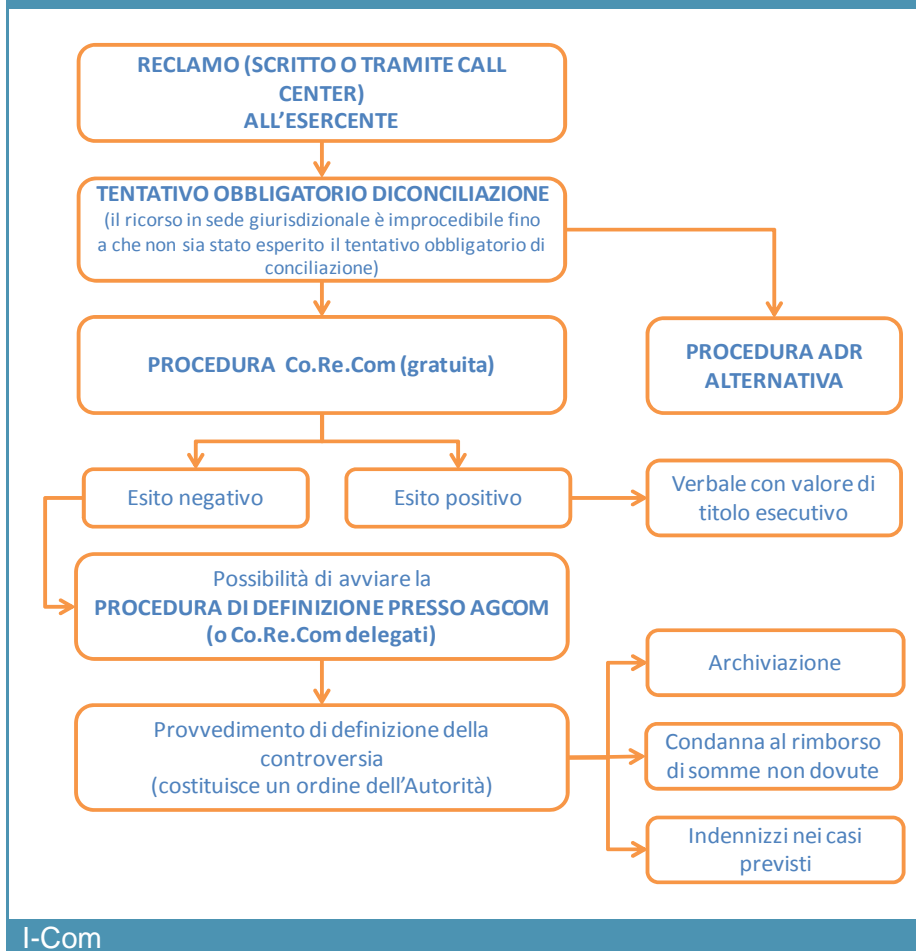 RECLAMO (SCRITTO O TRAMITE CALL
CENTER)
ALL'ESERCENTE
TENTATIVO OBBLIGATORIO DICONCILIAZIONE
(il ricorso in sede giurisdizionale è improcedibile fino
a che non sia stato esperito il tentativo obbligatorio di
conciliazione)
PROCEDURA Co.Re.Com (gratuita)
PROCEDURA ADR
ALTERNATIVA
Esito negativo
Esito positivo
Verbale con valore di
titolo esecutivo
Possibilità di avviare la
PROCEDURA DI DEFINIZIONE PRESSO AGCOM
(o Co.Re.Com delegati)
Archiviazione
Provvedimento di definizione della
controversia
(costituisce un ordine dell'Autorità)
Condanna al rimborso
di somme non dovute
Indennizzi nei casi
previsti
I-Com